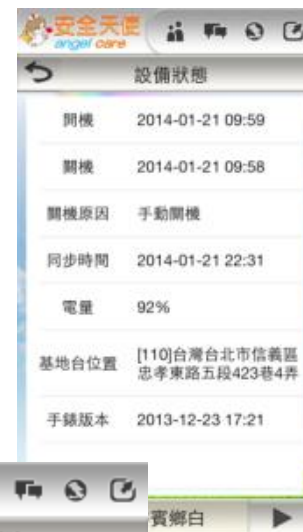 安全天使
angel care
設備狀態
開機 2014-01-21 09:59
關機 2014-01-21 09:58
關機原因 手動關機
同步時間 2014-01-21 22:31
電量 92%
基地台位置 [110]台灣台北市信義區
忠孝東路五段423巷4弄
手錶版本 2013-12-23 17:21
賓鄉白